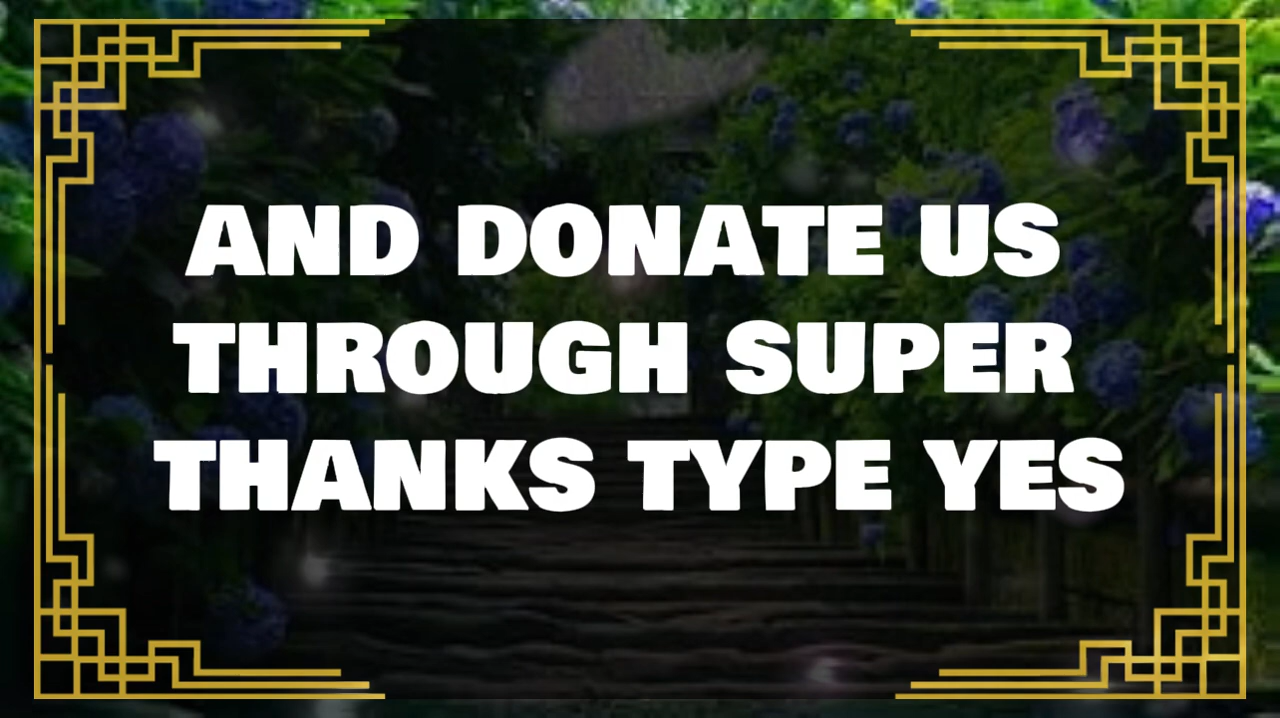 AND DONATE US
THROUGH SUPER
THANKS TYPE YES